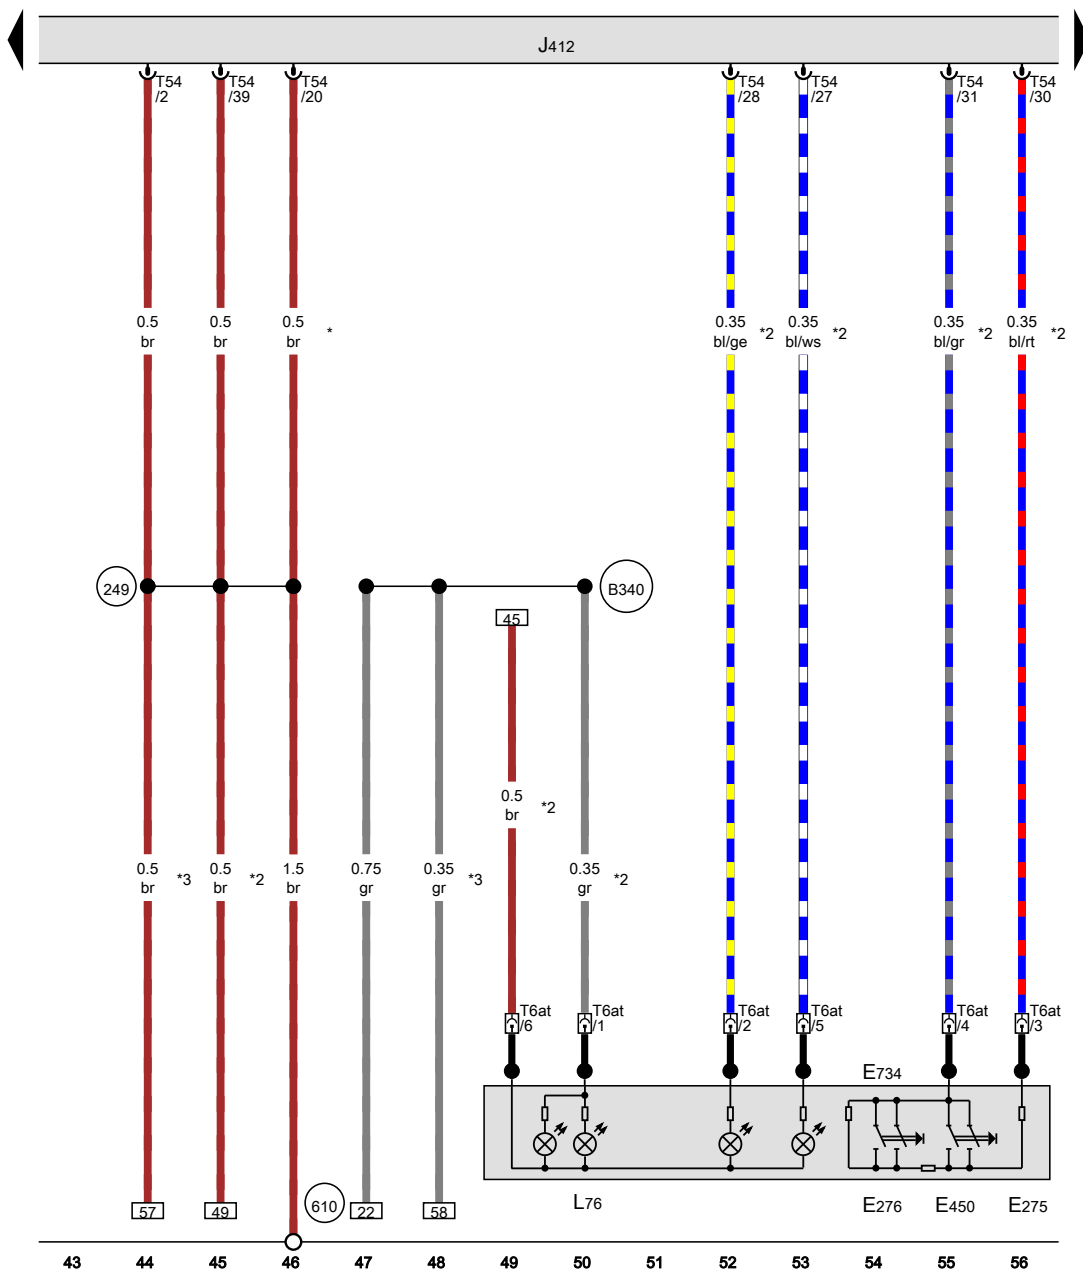 J412
T54 T54 T54 T54 T54 T54 T54
/2 /39 /20 /28 /27 /31 /30
0.5 0.5 0.5 0.35 0.35 0.35 0.35
br br br * bl/ge *2 bl/ws *2 bl/gr *2 bl/rt *2
249 B340
45
0.5
br *2
0.5 0.5 1.5 0.75 0.35 0.35
br *3 br *2 br gr gr *3 gr *2
T6at T6at T6at T6at T6at T6at
/6 /1 /2 /5 /4 /3
E734
610
57 49 22 58 L76 E276 E450 E275
43 44 45 46 47 48 49 50 51 52 53 54 55 56